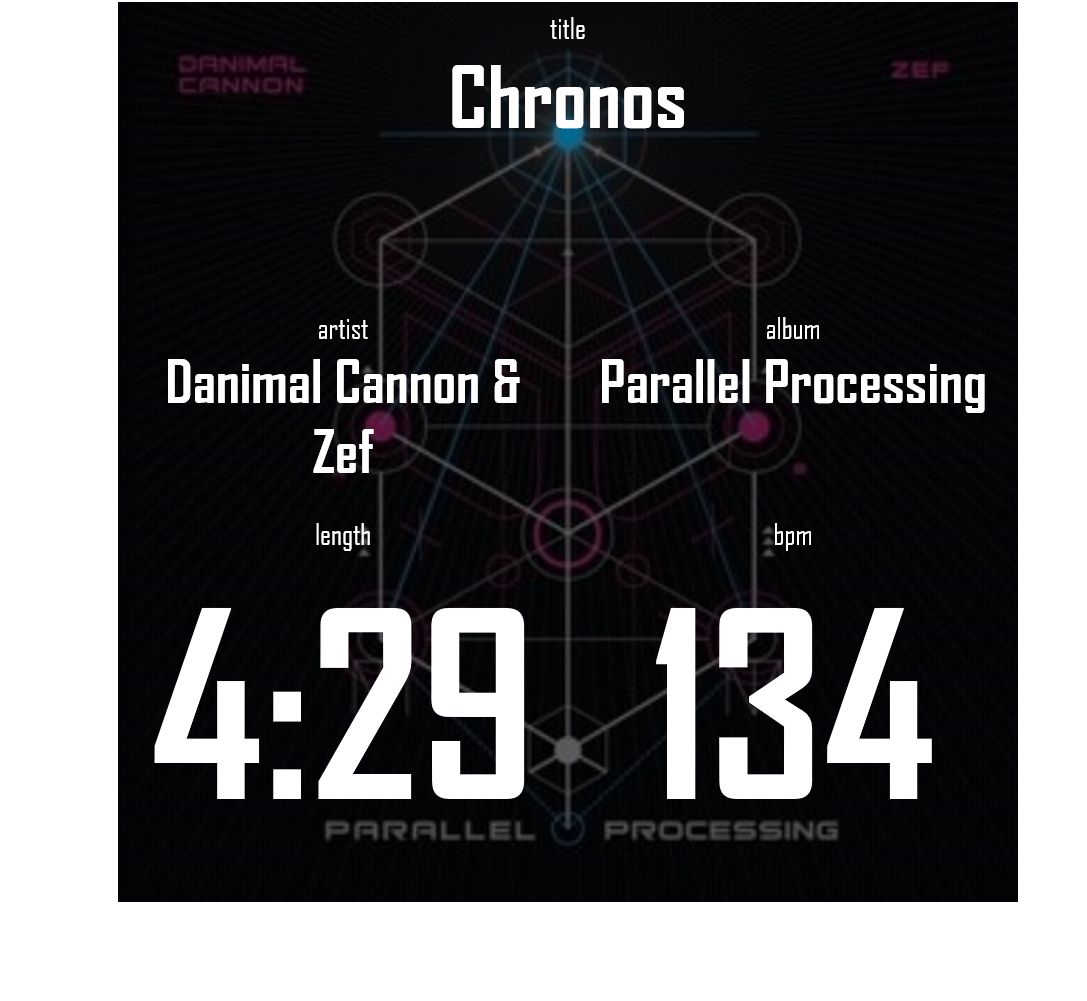 title
DANIMAL
CANNON
ZEF
Chronos
artist
album
Danimal Cannon &
Zef
Parallel Processing
length
bpm
4:29
134
PARALLEL PROCESSING